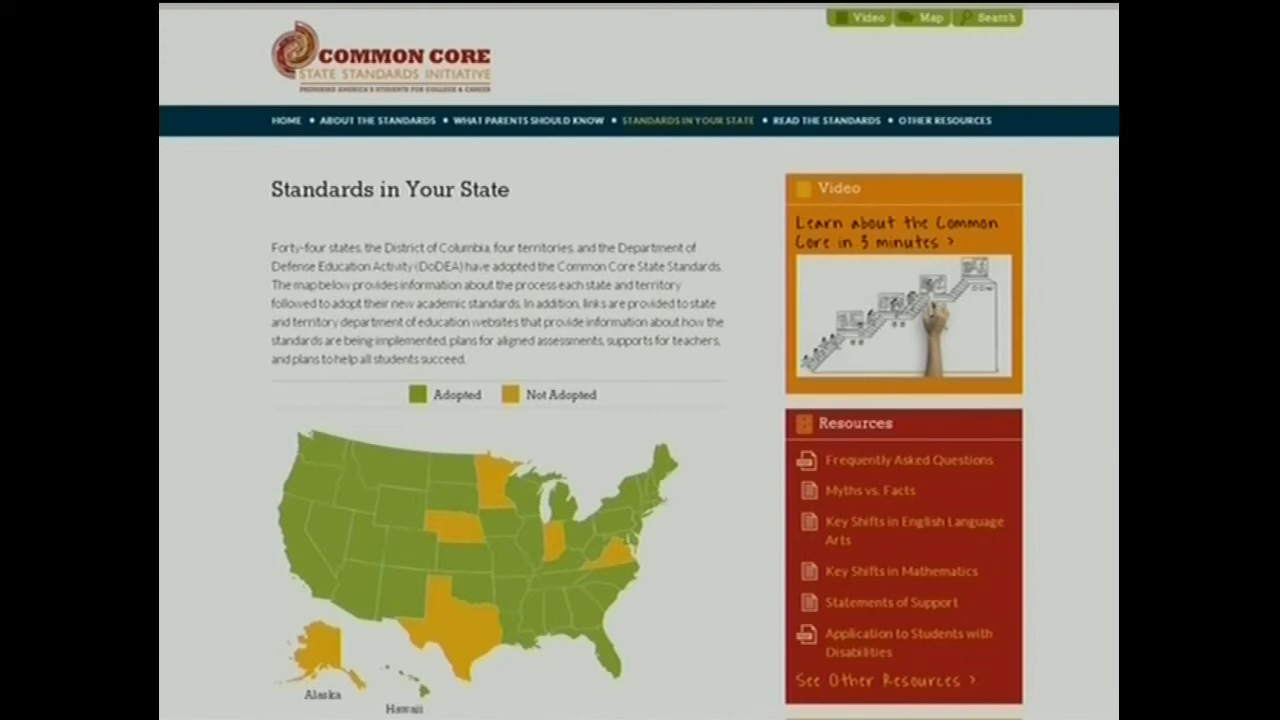 Video
Map
Search
COMMON CORE
STATE STANDARDS INITIATIVE
PREPARING AMERICA'S STUDENTS FOR COLLEGE & CAREER
HOME • ABOUT THE STANDARDS • WHAT PARENTS SHOULD KNOW • STANDARDS IN YOUR STATE • READ THE STANDARDS • OTHER RESOURCES
Standards in Your State
Forty-four states, the District of Columbia, four territories, and the Department of
Defense Education Activity (DoDEA) have adopted the Common Core State Standards.
The map below provides information about the process each state and territory
followed to adopt their new academic standards. In addition, links are provided to state
and territory department of education websites that provide information about how the
standards are being implemented, plans for aligned assessments, supports for teachers,
and plans to help all students succeed.
Adopted
Not Adopted
Alaska
Hawaii
Video
Learn about the Common
Core in 3 minutes >
Resources
Frequently Asked Questions
Myths vs. Facts
Key Shifts in English Language
Arts
Key Shifts in Mathematics
Statements of Support
Application to Students with
Disabilities
See Other Resources >